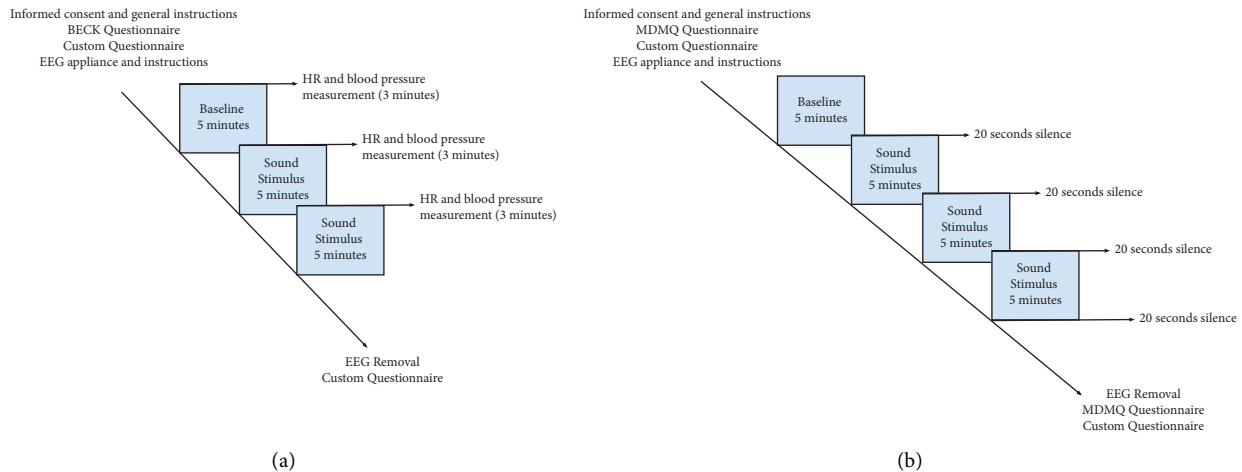 Informed consent and general instructions
BECK Questionnaire
Custom Questionnaire
EEG appliance and instructions
HR and blood pressure
measurement (3 minutes)
Baseline
5 minutes
HR and blood pressure
measurement (3 minutes)
Sound
Stimulus
5 minutes
HR and blood pressure
measurement (3 minutes)
Sound
Stimulus
5 minutes
EEG Removal
Custom Questionnaire
(a)
Informed consent and general instructions
MDMQ Questionnaire
Custom Questionnaire
EEG appliance and instructions
Baseline
5 minutes
20 seconds silence
Sound
Stimulus
5 minutes
20 seconds silence
Sound
Stimulus
5 minutes
20 seconds silence
Sound
Stimulus
5 minutes
20 seconds silence
EEG Removal
MDMQ Questionnaire
Custom Questionnaire
(b)